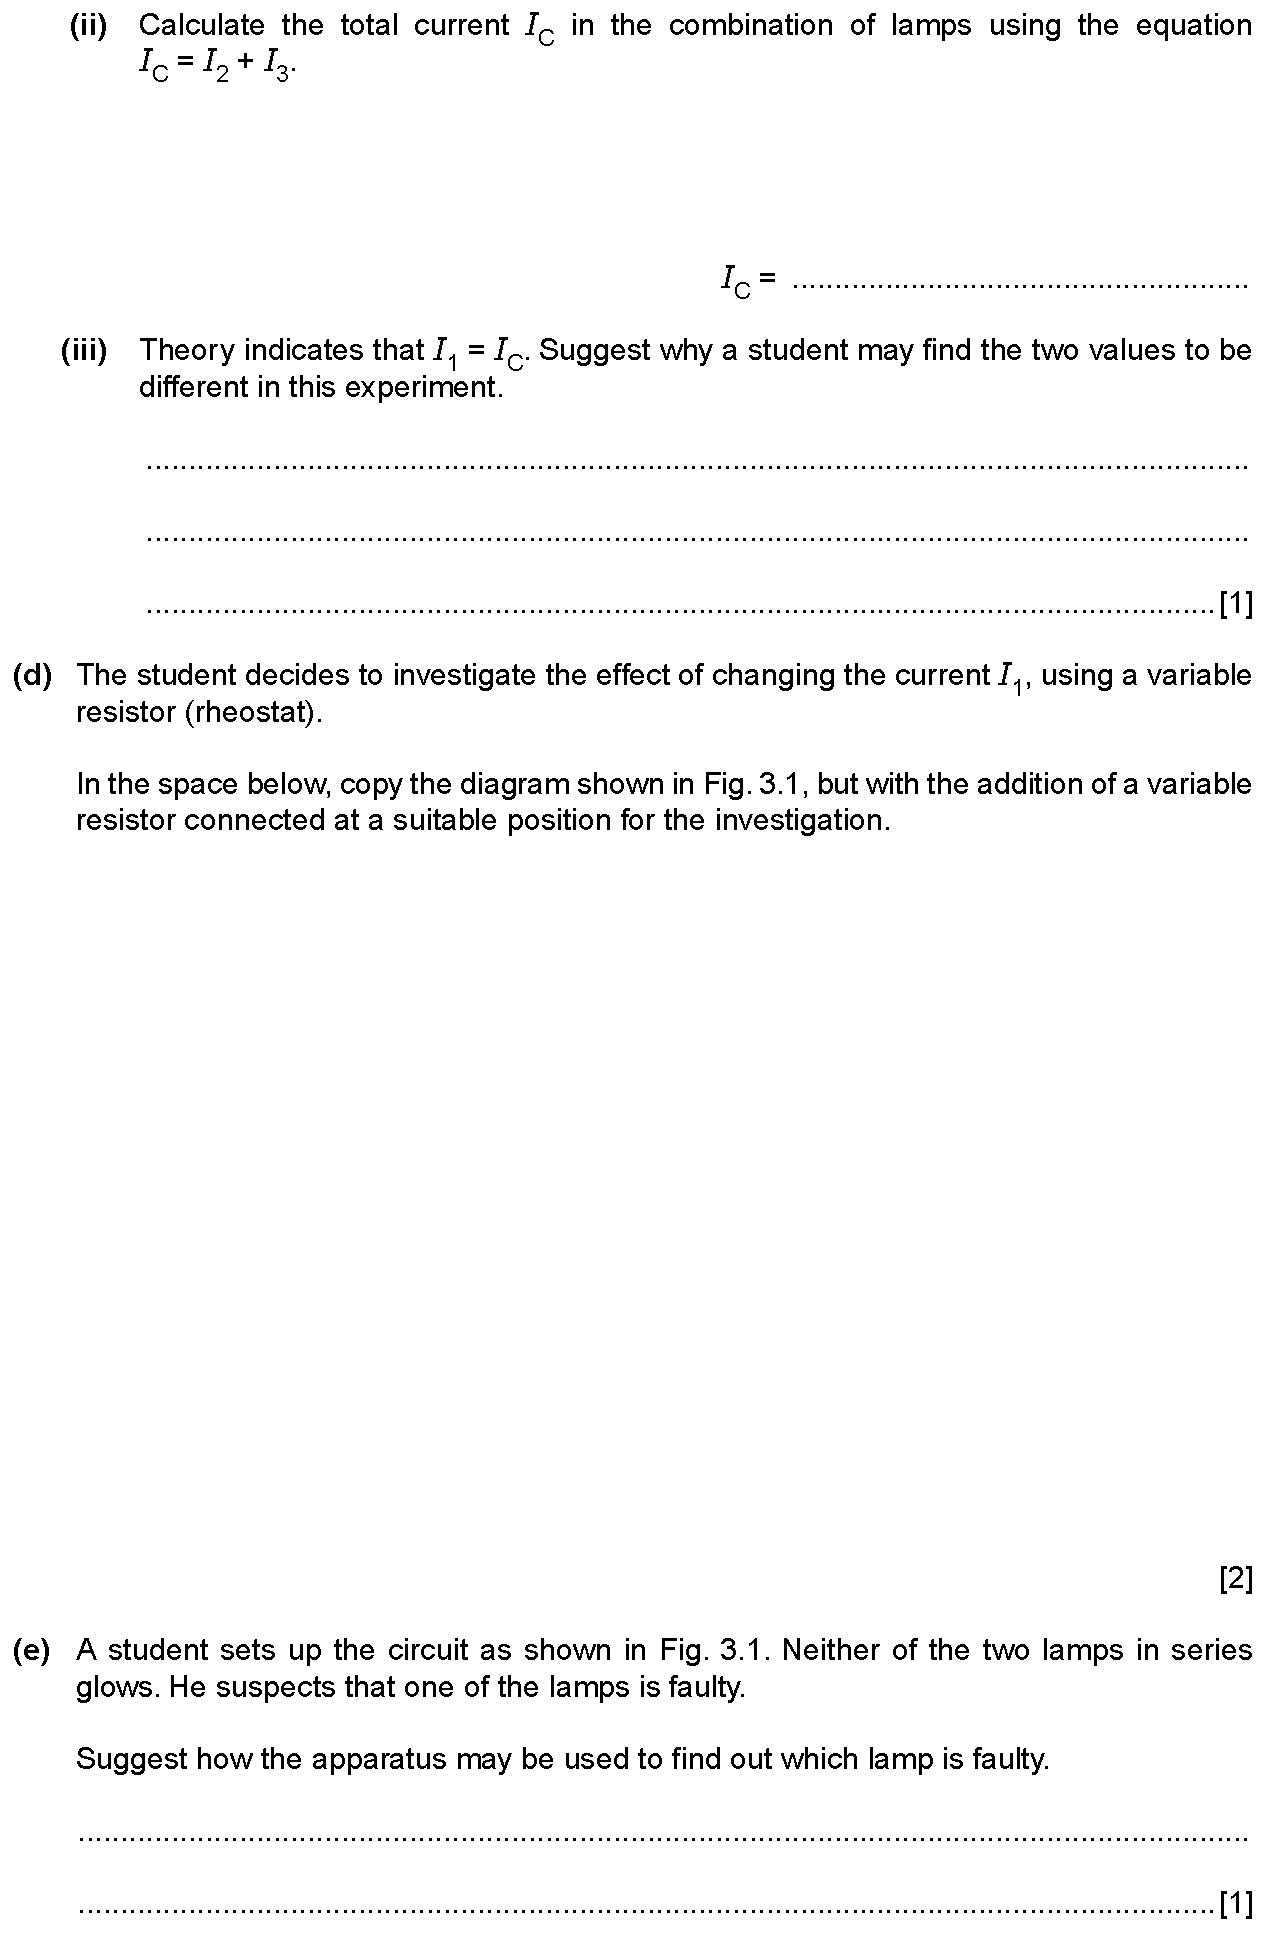 (ii) Calculate the total current I_C in the combination of lamps using the equation
I_C = I_2 + I_3.
I_C = ......................................................
(iii) Theory indicates that I_1 = I_C. Suggest why a student may find the two values to be
different in this experiment.
..................................................................................................................................
..................................................................................................................................
..............................................................................................................................[1]
(d) The student decides to investigate the effect of changing the current I_1, using a variable
resistor (rheostat).
In the space below, copy the diagram shown in Fig. 3.1, but with the addition of a variable
resistor connected at a suitable position for the investigation.
[2]
(e) A student sets up the circuit as shown in Fig. 3.1. Neither of the two lamps in series
glows. He suspects that one of the lamps is faulty.
Suggest how the apparatus may be used to find out which lamp is faulty.
..........................................................................................................................................
......................................................................................................................................[1]